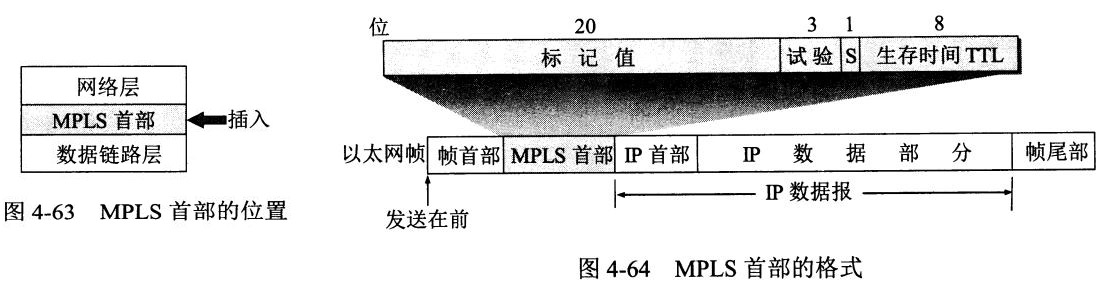 网络层
MPLS 首部
插入
数据链路层
图 4-63 MPLS 首部的位置
位 20 3 1 8
标记值 试验 S 生存时间 TTL
以太网帧 帧首部 MPLS 首部 IP 首部 IP 数据部分 帧尾部
IP 数据报
发送在前
图 4-64 MPLS 首部的格式